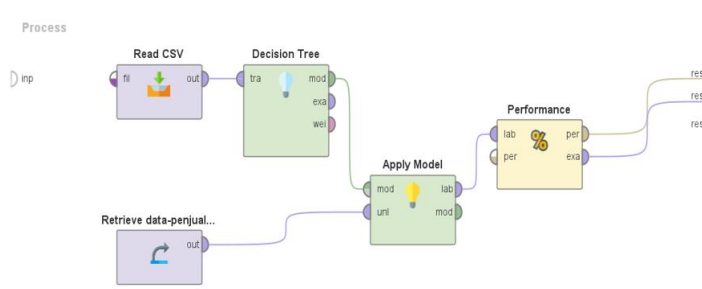 Process
Read CSV
Decision Tree
inp
fil
out
tra
mod
exa
wei
Performance
res
res
res
lab
per
per
exa
Apply Model
mod
lab
unl
mod
Retrieve data-penjual...
out